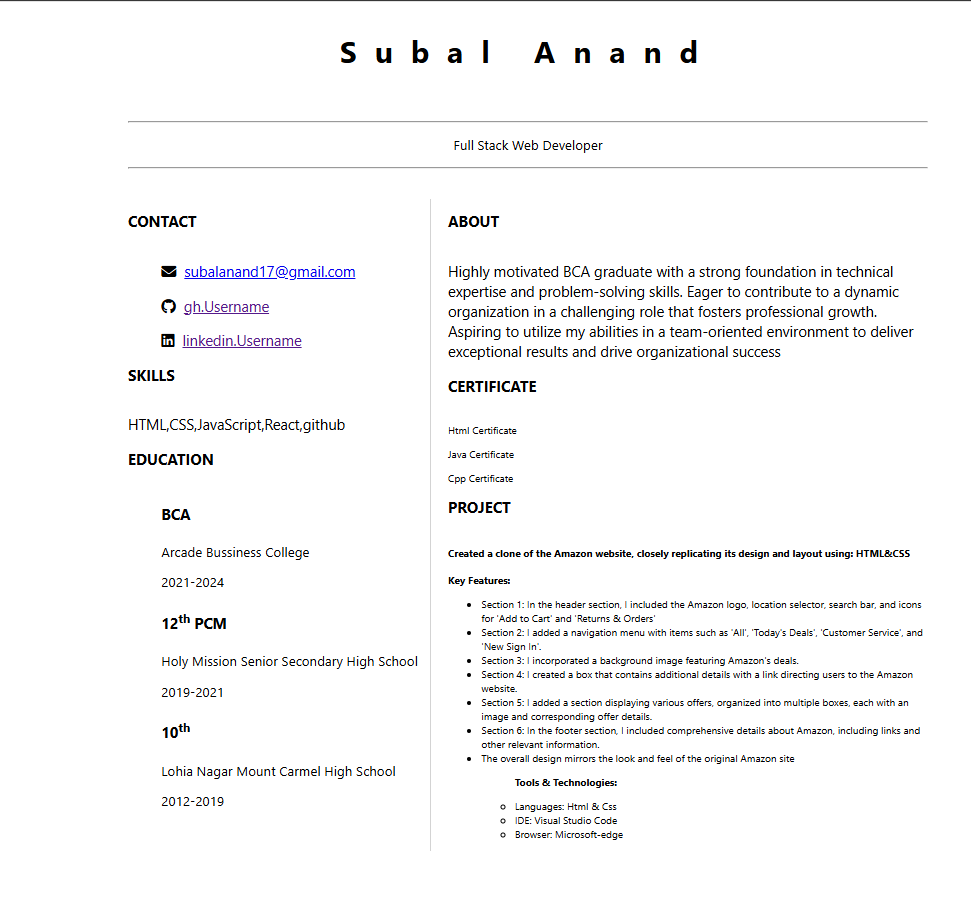 Subal Anand
Full Stack Web Developer
CONTACT
subalanand17@gmail.com
gh.Username
linkedin.Username
SKILLS
HTML,CSS,JavaScript,React,github
EDUCATION
BCA
Arcade Bussiness College
2021-2024
12th PCM
Holy Mission Senior Secondary High School
2019-2021
10th
Lohia Nagar Mount Carmel High School
2012-2019
ABOUT
Highly motivated BCA graduate with a strong foundation in technical
expertise and problem-solving skills. Eager to contribute to a dynamic
organization in a challenging role that fosters professional growth.
Aspiring to utilize my abilities in a team-oriented environment to deliver
exceptional results and drive organizational success
CERTIFICATE
Html Certificate
Java Certificate
Cpp Certificate
PROJECT
Created a clone of the Amazon website, closely replicating its design and layout using: HTML&CSS
Key Features:
• Section 1: In the header section, I included the Amazon logo, location selector, search bar, and icons
for 'Add to Cart' and 'Returns & Orders'
• Section 2: I added a navigation menu with items such as 'All', 'Today's Deals', 'Customer Service', and
'New Sign In'.
• Section 3: I incorporated a background image featuring Amazon's deals.
• Section 4: I created a box that contains additional details with a link directing users to the Amazon
website.
• Section 5: I added a section displaying various offers, organized into multiple boxes, each with an
image and corresponding offer details.
• Section 6: In the footer section, I included comprehensive details about Amazon, including links and
other relevant information.
• The overall design mirrors the look and feel of the original Amazon site
Tools & Technologies:
○ Languages: Html & Css
○ IDE: Visual Studio Code
○ Browser: Microsoft-edge